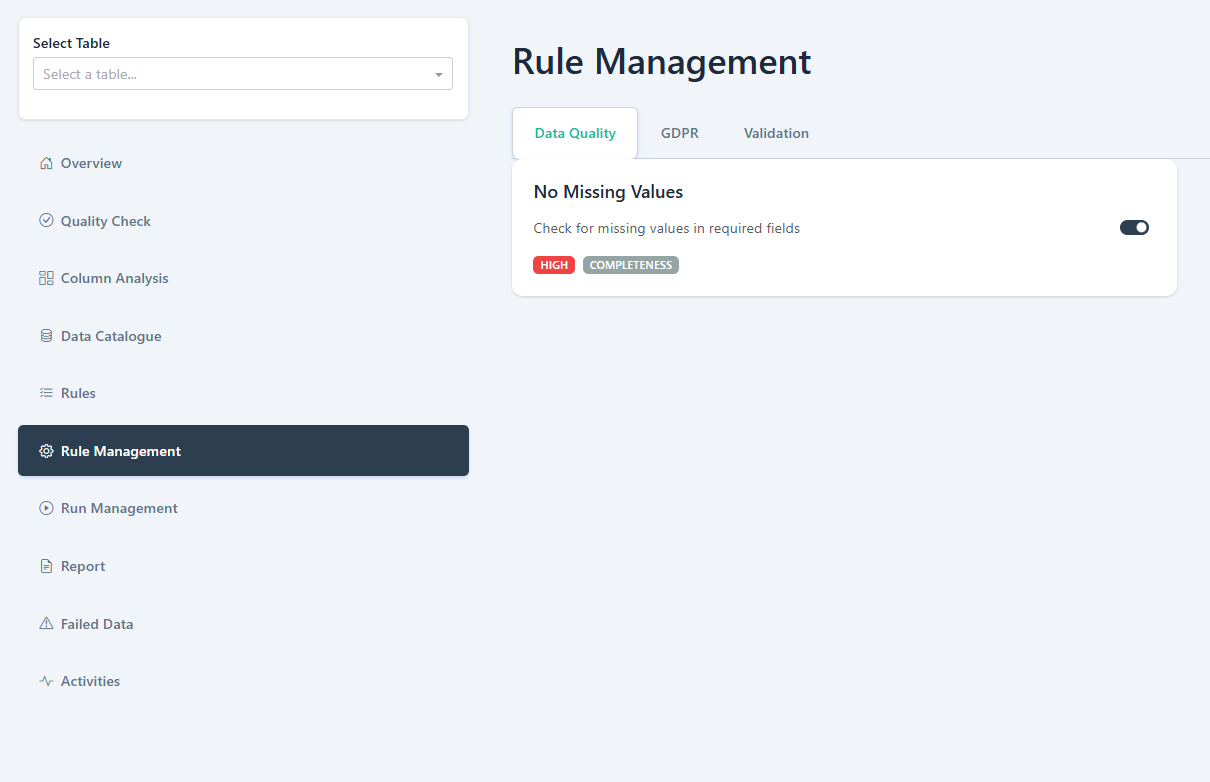 Select Table
Select a table...
Overview
Quality Check
Column Analysis
Data Catalogue
Rules
Rule Management
Run Management
Report
Failed Data
Activities
Rule Management
Data Quality GDPR Validation
No Missing Values
Check for missing values in required fields
HIGH COMPLETENESS